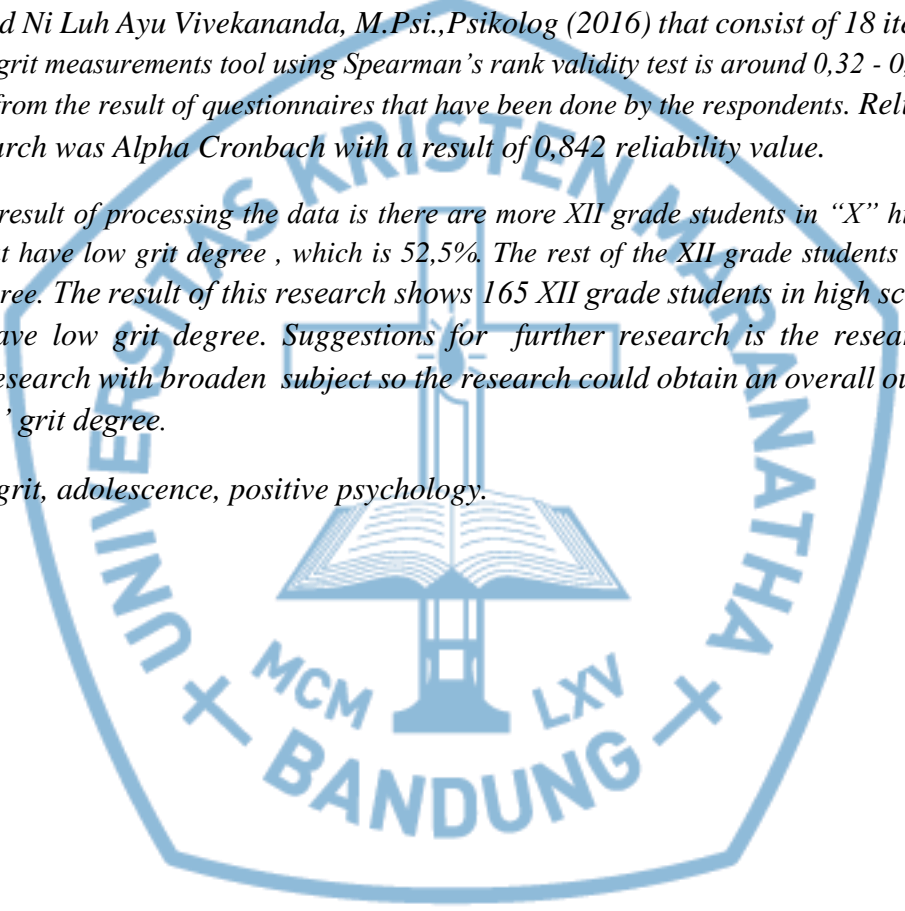 d Ni Luh Ayu Vivekananda, M.Psi.,Psikolog (2016) that consist of 18 ite
grit measurements tool using Spearman’s rank validity test is around 0,32 - 0,
from the result of questionnaires that have been done by the respondents. Reli
urch was Alpha Cronbach with a result of 0,842 reliability value.
result of processing the data is there are more XII grade students in “X” hi
t have low grit degree , which is 52,5%. The rest of the XII grade students
ree. The result of this research shows 165 XII grade students in high sc
ave low grit degree. Suggestions for further research is the resear
esearch with broaden subject so the research could obtain an overall ou
’ grit degree.
grit, adolescence, positive psychology.
UNIVERSITAS KRISTEN MARANATHA
MCM LXV
BANDUNG